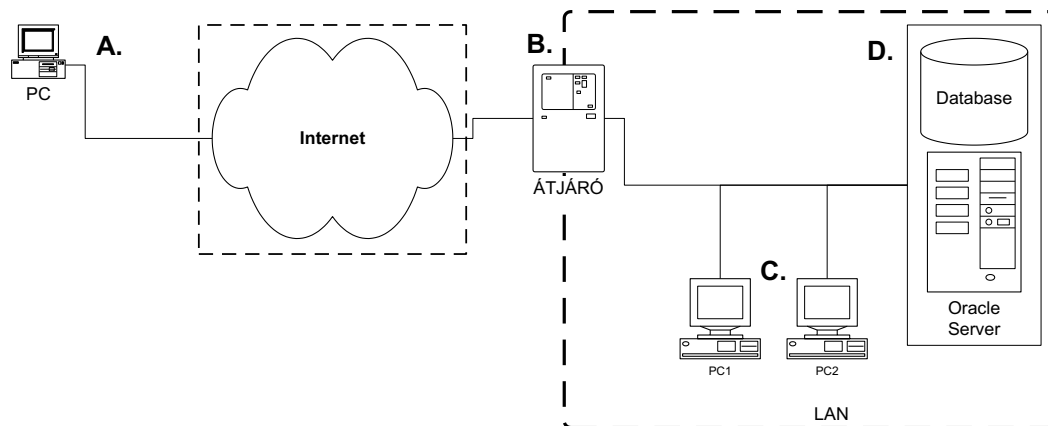 A.
PC
Internet
B.
ÁTJÁRÓ
D.
Database
Oracle
Server
C.
PC1
PC2
LAN